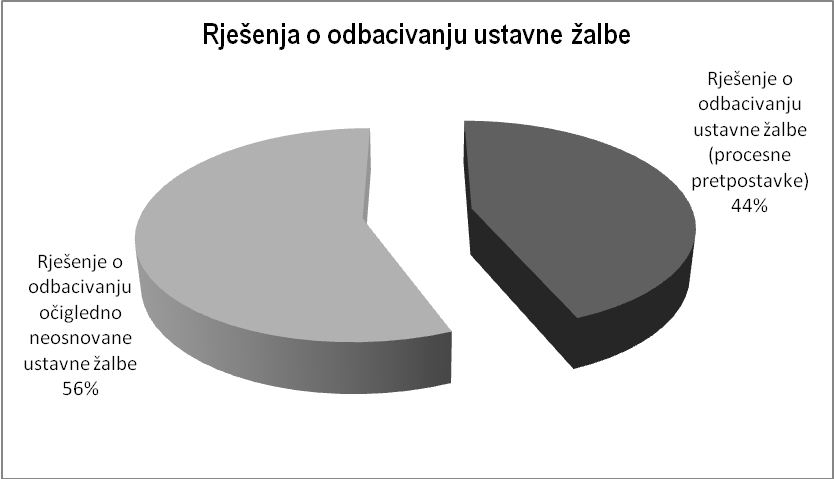 Rješenja o odbacivanju ustavne žalbe
Rješenje o
odbacivanju
ustavne žalbe
(procesne
pretpostavke)
44%
Rješenje o
odbacivanju
očigledno
neosnovane
ustavne žalbe
56%